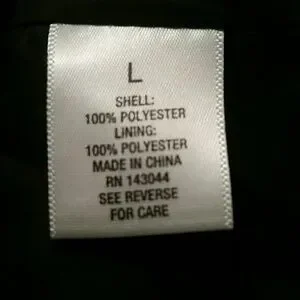 L
SHELL:
100% POLYESTER
LINING:
100% POLYESTER
MADE IN CHINA
RN 143044
SEE REVERSE
FOR CARE